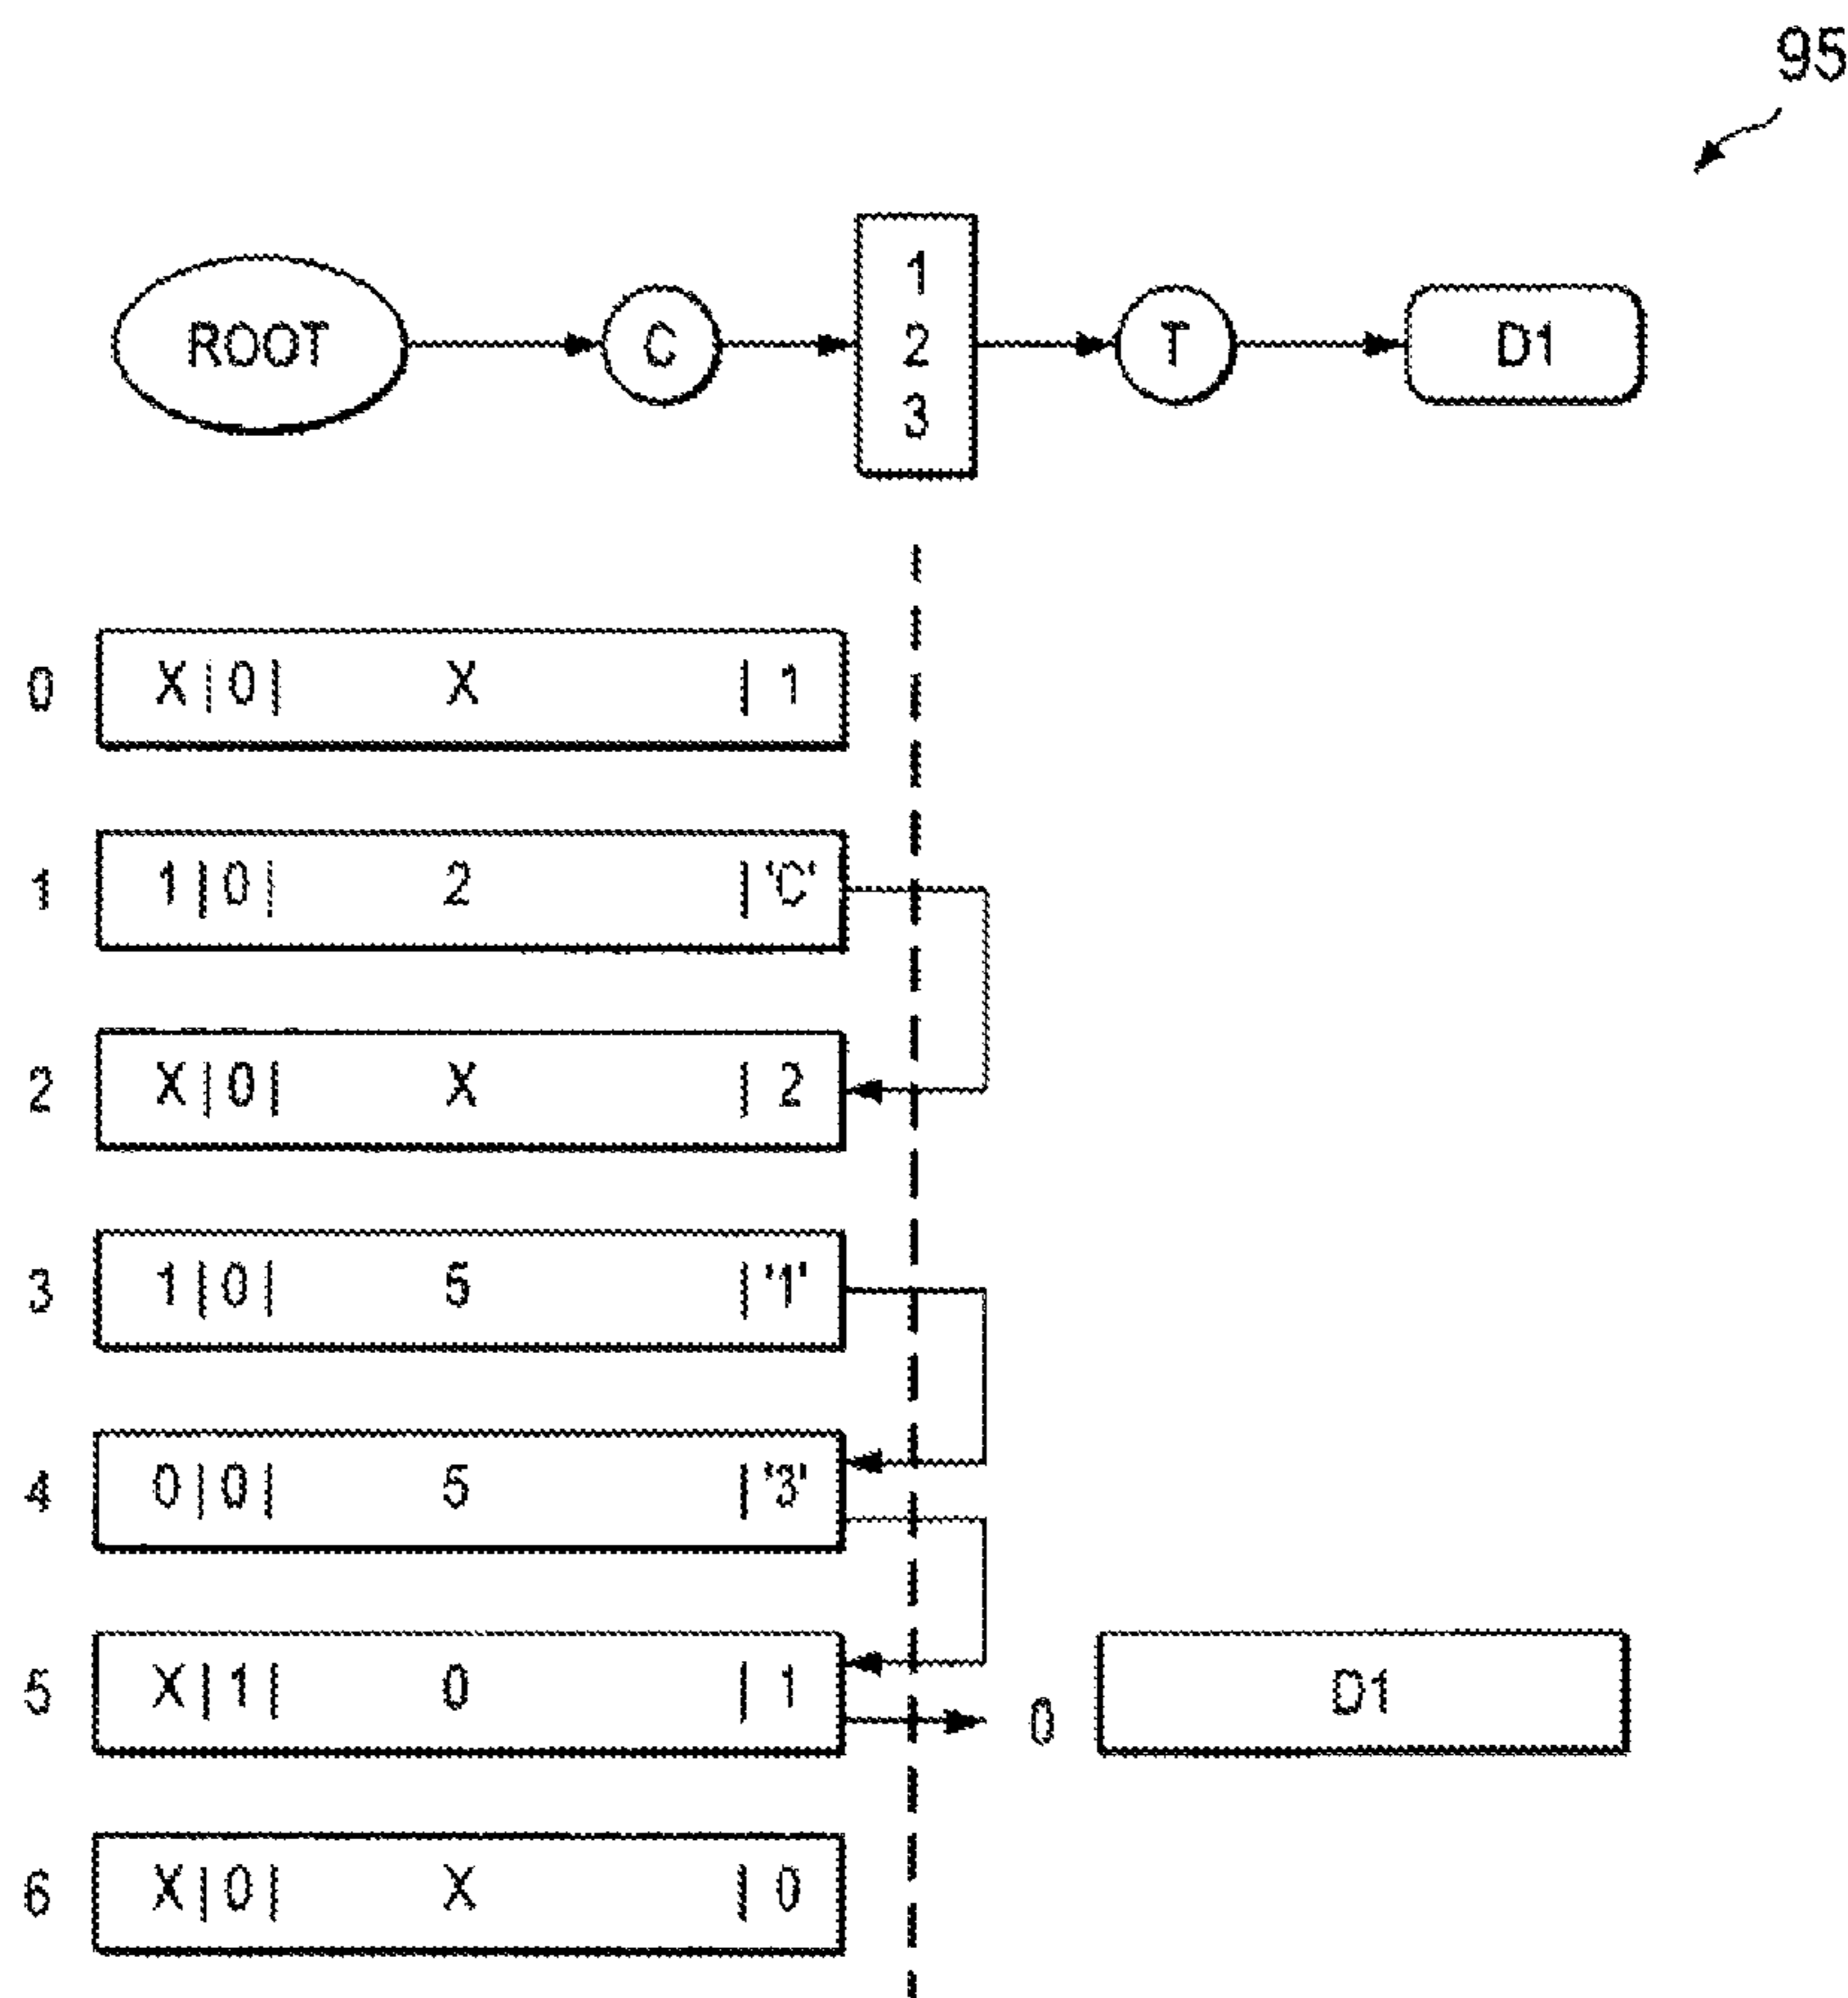 95
ROOT C 1 T D1
2
3
0 X|0| X | 1
1 1|0| 2 |'C'
2 X|0| X | 2
3 1|0| 5 |'1'
4 0|0| 5 |'3'
5 X|1| 0 | 1 0 D1
6 X|0| X | 0